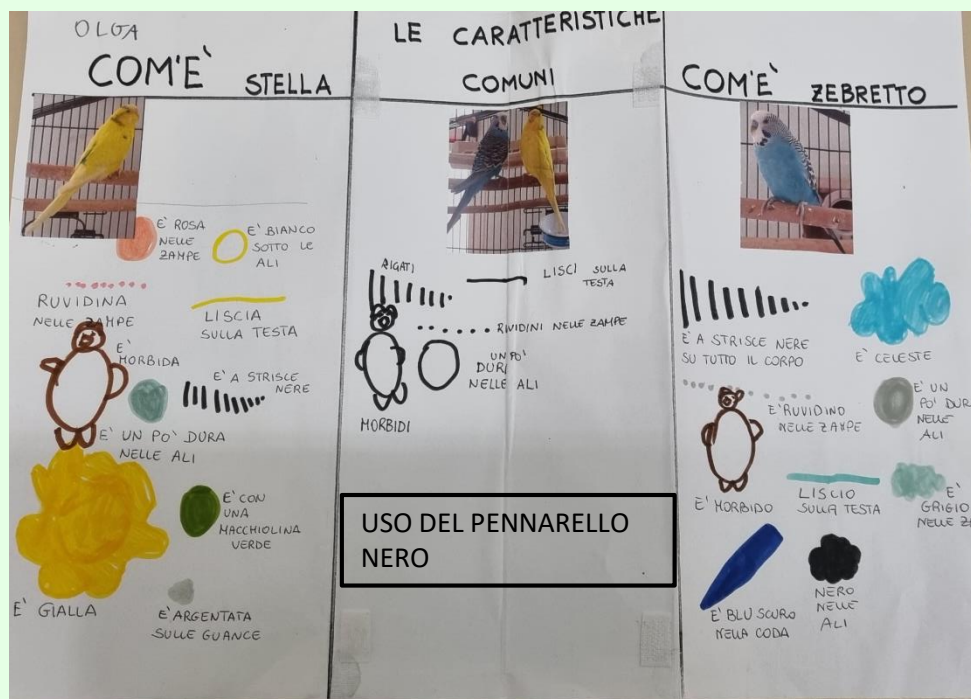 OLGA
COM'E` STELLA
E` ROSA
NELLE
ZAMPE
E` BIANCO
SOTTO LE
ALI
RUVIDINA
NELLE ZAMPE
LISCIA
SULLA TESTA
E`
MORBIDA
E` A STRISCE
NERE
E` UN PO' DURA
NELLE ALI
E` CON
UNA
MACCHIOLINA
VERDE
E` GIALLA
E` ARGENTATA
SULLE GUANCE
LE CARATTERISTICHE
COMUNI
RIGATI
LISCI SULLA
TESTA
RIVIDINI NELLE ZAMPE
UN PO'
DURI
NELLE ALI
MORBIDI
USO DEL PENNARELLO
NERO
COM'E` ZEBRETTO
E` A STRISCE NERE
SU TUTTO IL CORPO
E` CELESTE
E` RUVIDINO
NELLE ZAMPE
E` UN
PO' DURO
NELLE
ALI
E` MORBIDO
LISCIO
SULLA TESTA
E`
GRIGIO
NELLE
E` BLU SCURO
NELLA CODA
NERO
NELLE
ALI